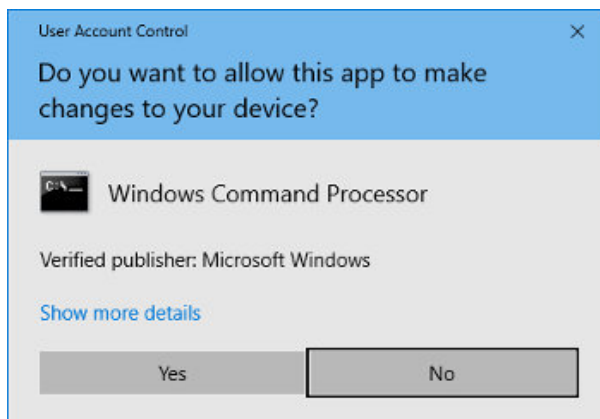 User Account Control
Do you want to allow this app to make
changes to your device?
C:\_
Windows Command Processor
Verified publisher: Microsoft Windows
Show more details
Yes
No